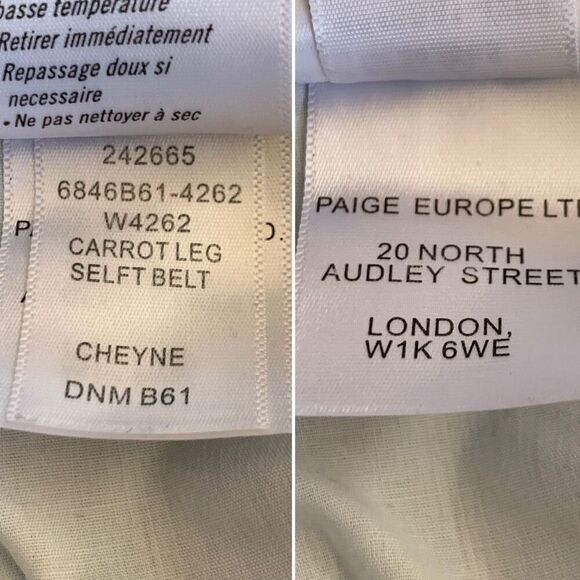 basse température
Retirer immédiatement
Repassage doux si
necessaire
• Ne pas nettoyer à sec
242665
6846B61-4262
W4262
CARROT LEG
SELFT BELT
CHEYNE
DNM B61
PAIGE EUROPE LTD
20 NORTH
AUDLEY STREET
LONDON,
W1K 6WE